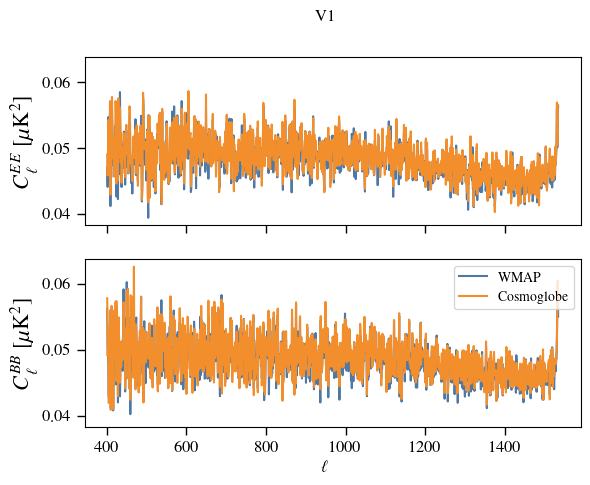 V1
C_ℓ^{EE} [μK²]
0.06
0.05
0.04
C_ℓ^{BB} [μK²]
0.06
0.05
0.04
WMAP
Cosmoglobe
400 600 800 1000 1200 1400
ℓ